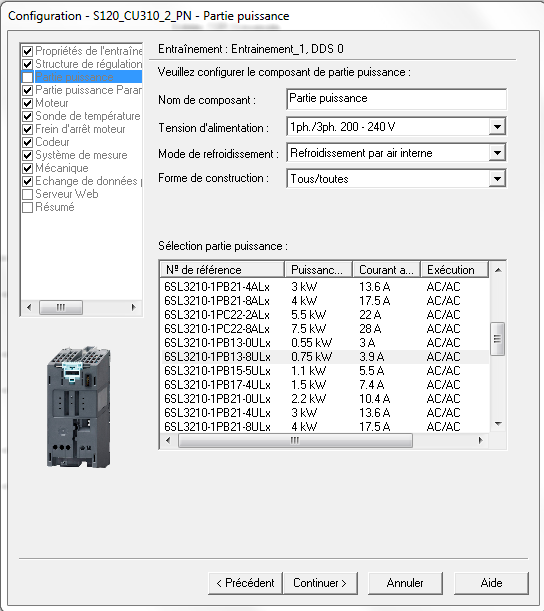 Configuration - S120_CU310_2_PN - Partie puissance
Propriétés de l'entraîne
Structure de régulation
Partie puissance
Partie puissance Param
Moteur
Sonde de température
Frein d'arrêt moteur
Codeur
Système de mesure
Mécanique
Echange de données p
Serveur Web
Résumé
Entraînement : Entrainement_1, DDS 0
Veuillez configurer le composant de partie puissance :
Nom de composant : Partie puissance
Tension d'alimentation : 1ph./3ph. 200 - 240 V
Mode de refroidissement : Refroidissement par air interne
Forme de construction : Tous/toutes
Sélection partie puissance :
Nº de référence Puissanc... Courant a... Exécution
6SL3210-1PB21-4ALx 3 kW 13.6 A AC/AC
6SL3210-1PB21-8ALx 4 kW 17.5 A AC/AC
6SL3210-1PC22-2ALx 5.5 kW 22 A AC/AC
6SL3210-1PC22-8ALx 7.5 kW 28 A AC/AC
6SL3210-1PB13-0ULx 0.55 kW 3 A AC/AC
6SL3210-1PB13-8ULx 0.75 kW 3.9 A AC/AC
6SL3210-1PB15-5ULx 1.1 kW 5.5 A AC/AC
6SL3210-1PB17-4ULx 1.5 kW 7.4 A AC/AC
6SL3210-1PB21-0ULx 2.2 kW 10.4 A AC/AC
6SL3210-1PB21-4ULx 3 kW 13.6 A AC/AC
6SL3210-1PB21-8ULx 4 kW 17.5 A AC/AC
< Précédent Continuer > Annuler Aide